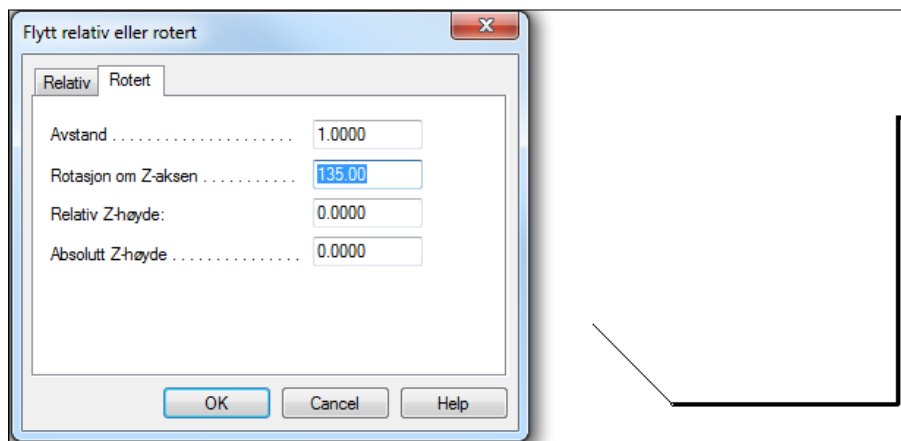 Flytt relativ eller rotert
Relativ Rotert
Avstand . . . . . . . . . . . . . . . . . . . . . 1.0000
Rotasjon om Z-aksen . . . . . . . . . . . 135.00
Relativ Z-høyde: 0.0000
Absolutt Z-høyde . . . . . . . . . . . . . . . 0.0000
OK Cancel Help